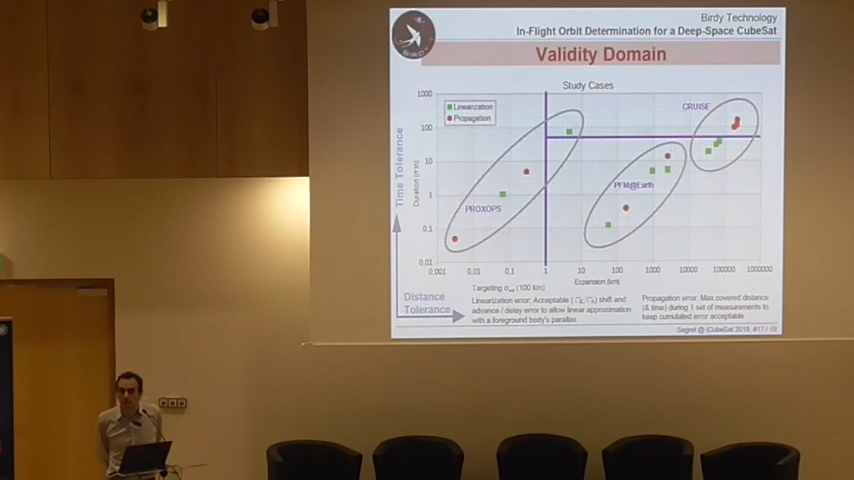 Birdy Technology
In-Flight Orbit Determination for a Deep-Space CubeSat
BIRDY
Validity Domain
Study Cases
Linearization
Propagation
CRUISE
PFM@Earth
PROXOPS
Time Tolerance
Duration (min)
1000
100
10
1
0,1
0,01
0,001
0,01
0,1
1
10
100
1000
10000
100000
1000000
Expansion (km)
Targeting (100 km)
Distance
Tolerance
Linearization error: Acceptable shift and
advance / delay error to allow linear approximation
with a foreground body's parallax
Propagation error: Max.covered distance
(& time) during 1 set of measurements to
keep cumulated error acceptable
Segret @ iCubeSat 2018, #17 / 19